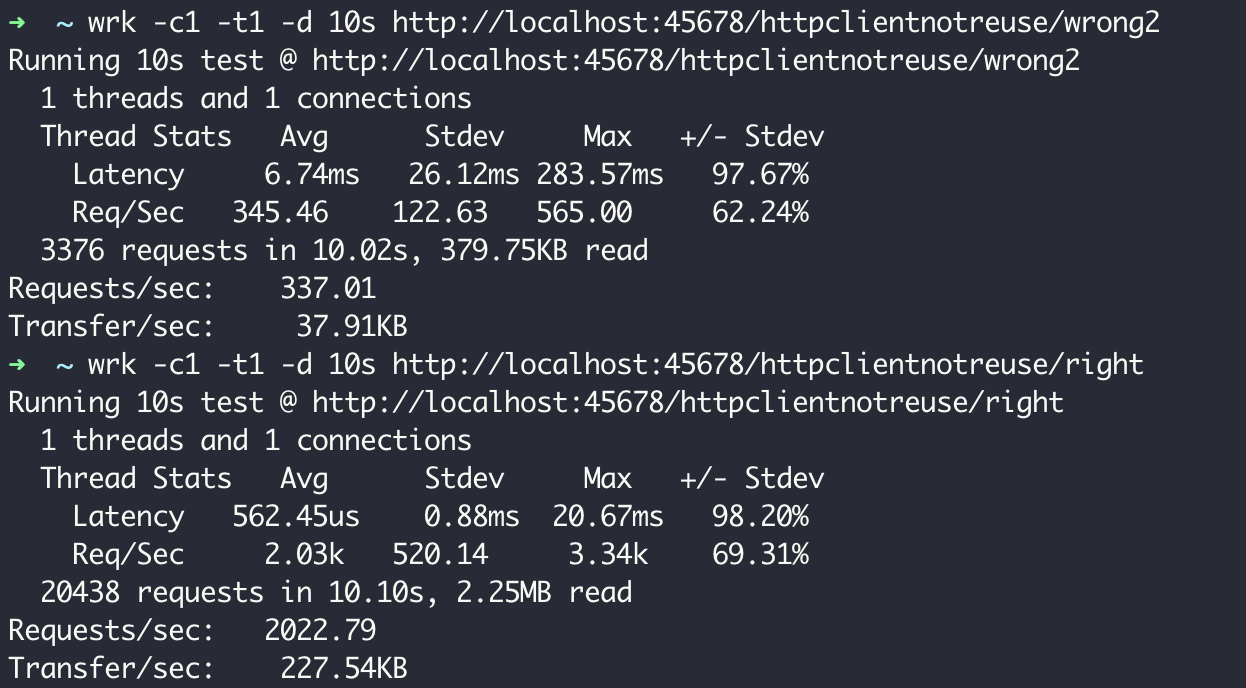 ➜  ~ wrk -c1 -t1 -d 10s http://localhost:45678/httpclientnotreuse/wrong2
Running 10s test @ http://localhost:45678/httpclientnotreuse/wrong2
  1 threads and 1 connections
  Thread Stats   Avg      Stdev     Max   +/- Stdev
    Latency     6.74ms   26.12ms 283.57ms   97.67%
    Req/Sec   345.46    122.63   565.00     62.24%
  3376 requests in 10.02s, 379.75KB read
Requests/sec:    337.01
Transfer/sec:     37.91KB
➜  ~ wrk -c1 -t1 -d 10s http://localhost:45678/httpclientnotreuse/right
Running 10s test @ http://localhost:45678/httpclientnotreuse/right
  1 threads and 1 connections
  Thread Stats   Avg      Stdev     Max   +/- Stdev
    Latency   562.45us    0.88ms  20.67ms   98.20%
    Req/Sec     2.03k   520.14     3.34k    69.31%
  20438 requests in 10.10s, 2.25MB read
Requests/sec:   2022.79
Transfer/sec:    227.54KB